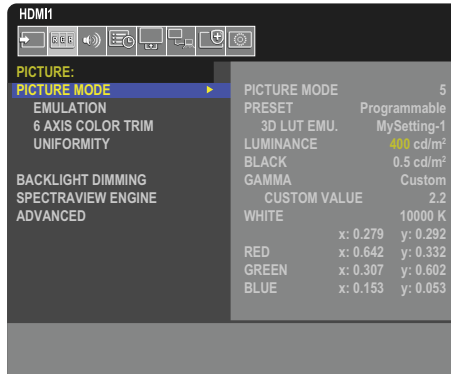 HDMI1
PICTURE:
PICTURE MODE
EMULATION
6 AXIS COLOR TRIM
UNIFORMITY
BACKLIGHT DIMMING
SPECTRAVIEW ENGINE
ADVANCED
PICTURE MODE 5
PRESET Programmable
3D LUT EMU. MySetting-1
LUMINANCE 400 cd/m²
BLACK 0.5 cd/m²
GAMMA Custom
CUSTOM VALUE 2.2
WHITE 10000 K
x: 0.279 y: 0.292
RED x: 0.642 y: 0.332
GREEN x: 0.307 y: 0.602
BLUE x: 0.153 y: 0.053